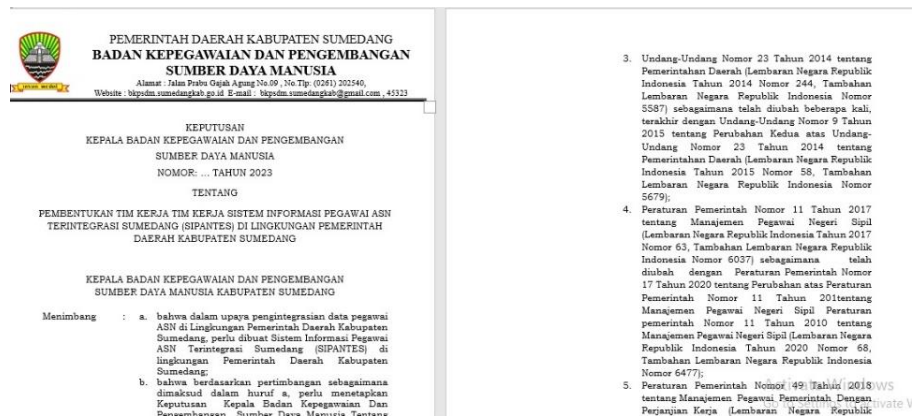 PEMERINTAH DAERAH KABUPATEN SUMEDANG
BADAN KEPEGAWAIAN DAN PENGEMBANGAN
SUMBER DAYA MANUSIA
Alamat : Jalan Prabu Gajah Agung No.09 , No.Tlp: (0261) 202540,
Website : bkpsdm.sumedangkab.go.id E-mail : bkpsdm.sumedangkab@gmail.com , 45323
KEPUTUSAN
KEPALA BADAN KEPEGAWAIAN DAN PENGEMBANGAN
SUMBER DAYA MANUSIA
NOMOR: ... TAHUN 2023
TENTANG
PEMBENTUKAN TIM KERJA TIM KERJA SISTEM INFORMASI PEGAWAI ASN
TERINTEGRASI SUMEDANG (SIPANTES) DI LINGKUNGAN PEMERINTAH
DAERAH KABUPATEN SUMEDANG
KEPALA BADAN KEPEGAWAIAN DAN PENGEMBANGAN
SUMBER DAYA MANUSIA KABUPATEN SUMEDANG
Menimbang : a. bahwa dalam upaya pengintegrasian data pegawai
ASN di Lingkungan Pemerintah Daerah Kabupaten
Sumedang, perlu dibuat Sistem Informasi Pegawai
ASN Terintegrasi Sumedang (SIPANTES) di
lingkungan Pemerintah Daerah Kabupaten
Sumedang;
b. bahwa berdasarkan pertimbangan sebagaimana
dimaksud dalam huruf a, perlu menetapkan
Keputusan Kepala Badan Kepegawaian Dan
Pengembangan Sumber Daya Manusia Tentang
3. Undang-Undang Nomor 23 Tahun 2014 tentang
Pemerintahan Daerah (Lembaran Negara Republik
Indonesia Tahun 2014 Nomor 244, Tambahan
Lembaran Negara Republik Indonesia Nomor
5587) sebagaimana telah diubah beberapa kali,
terakhir dengan Undang-Undang Nomor 9 Tahun
2015 tentang Perubahan Kedua atas Undang-
Undang Nomor 23 Tahun 2014 tentang
Pemerintahan Daerah (Lembaran Negara Republik
Indonesia Tahun 2015 Nomor 58, Tambahan
Lembaran Negara Republik Indonesia Nomor
5679);
4. Peraturan Pemerintah Nomor 11 Tahun 2017
tentang Manajemen Pegawai Negeri Sipil
(Lembaran Negara Republik Indonesia Tahun 2017
Nomor 63, Tambahan Lembaran Negara Republik
Indonesia Nomor 6037) sebagaimana telah
diubah dengan Peraturan Pemerintah Nomor
17 Tahun 2020 tentang Perubahan atas Peraturan
Pemerintah Nomor 11 Tahun 201tentang
Manajemen Pegawai Negeri Sipil Peraturan
pemerintah Nomor 11 Tahun 2010 tentang
Manajemen Pegawai Negeri Sipil (Lembaran Negara
Republik Indonesia Tahun 2020 Nomor 68,
Tambahan Lembaran Negara Republik Indonesia
Nomor 6477);
5. Peraturan Pemerintah Nomor 49 Tahun 2018
tentang Manajemen Pegawai Pemerintah Dengan
Perjanjian Kerja (Lembaran Negara Republik